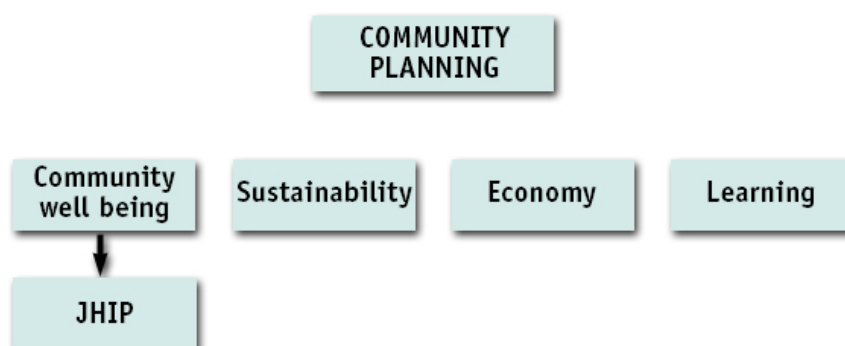 COMMUNITY
PLANNING
Community
well being
Sustainability
Economy
Learning
JHIP